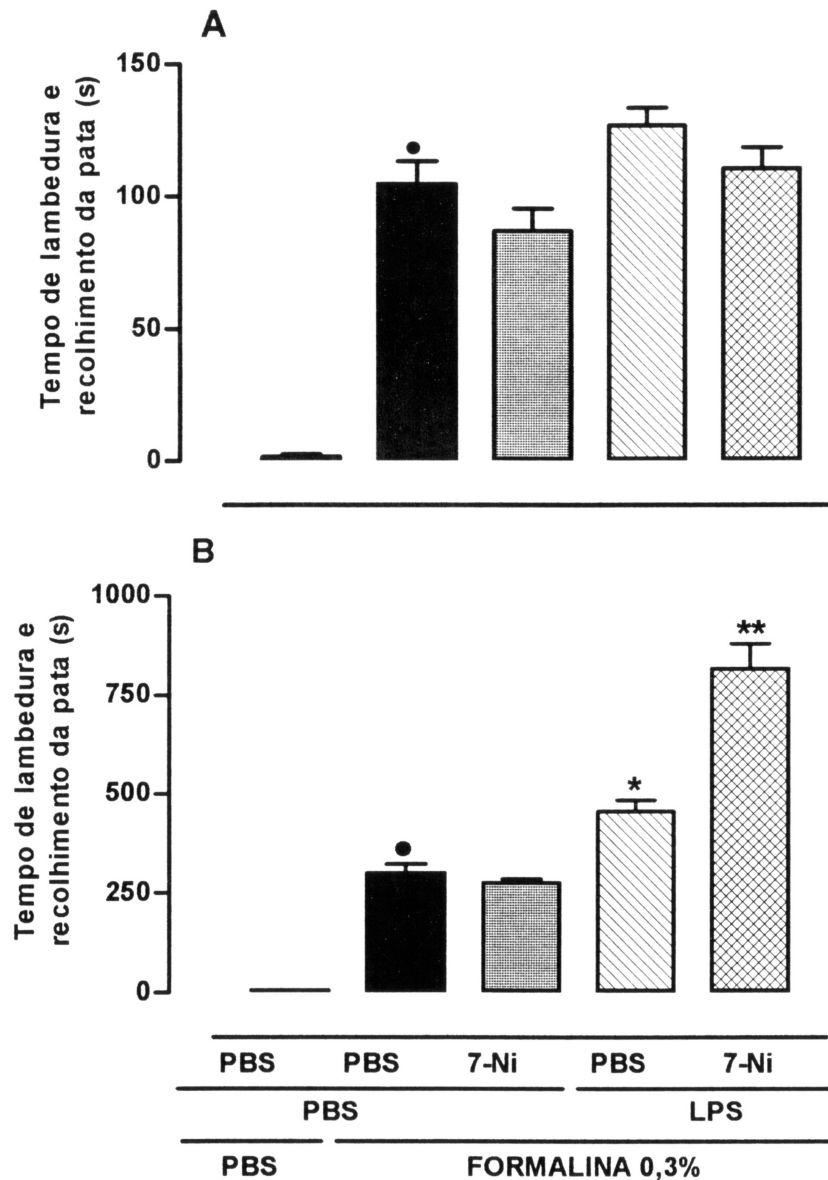 A
Tempo de lambedura e
recolhimento da pata (s)
150
100
50
0
•
B
Tempo de lambedura e
recolhimento da pata (s)
1000
750
500
250
0
•
*
**
PBS PBS 7-Ni PBS 7-Ni
PBS LPS
PBS FORMALINA 0,3%